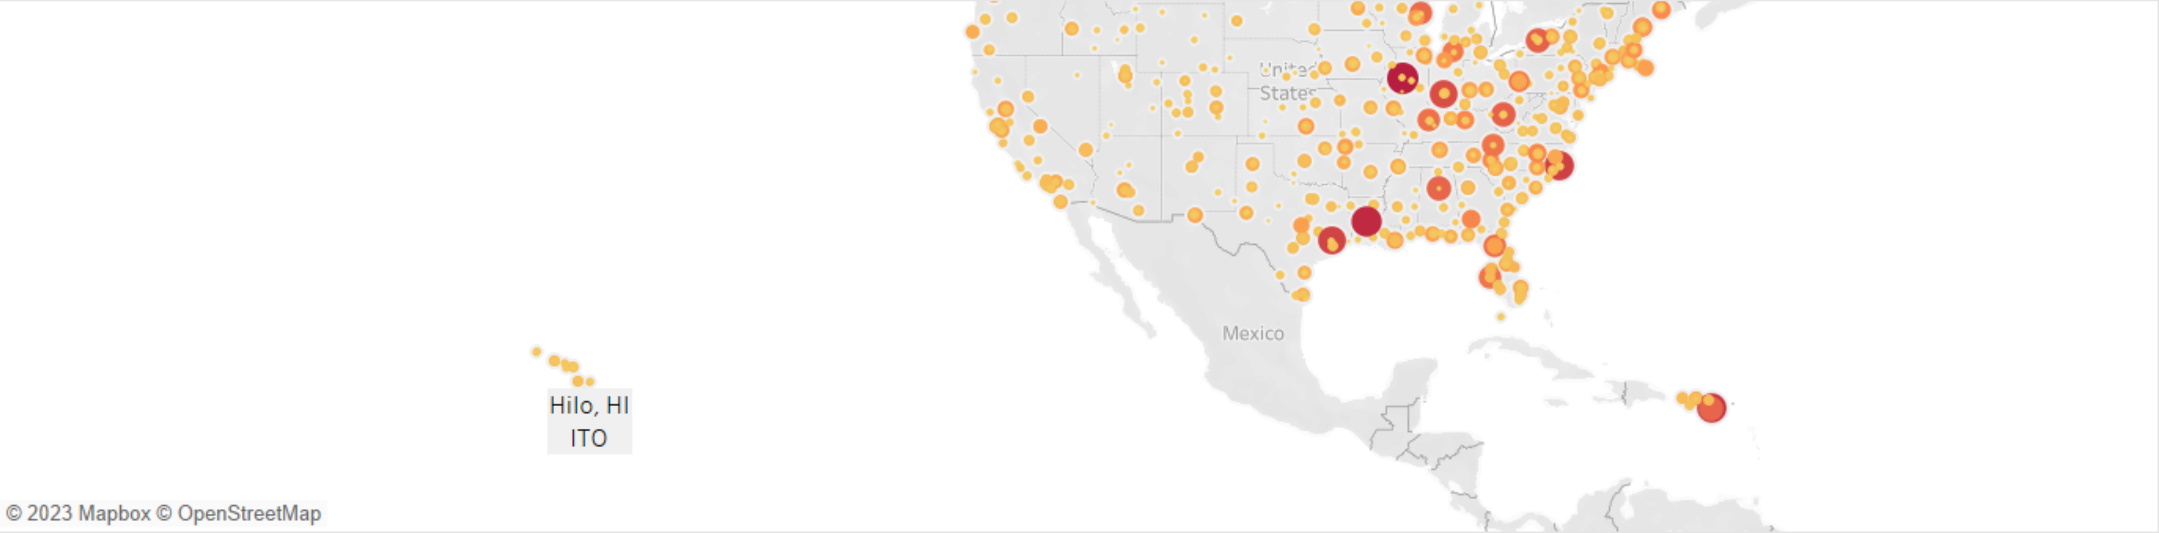 United
States
Mexico
Hilo, HI
ITO
© 2023 Mapbox © OpenStreetMap